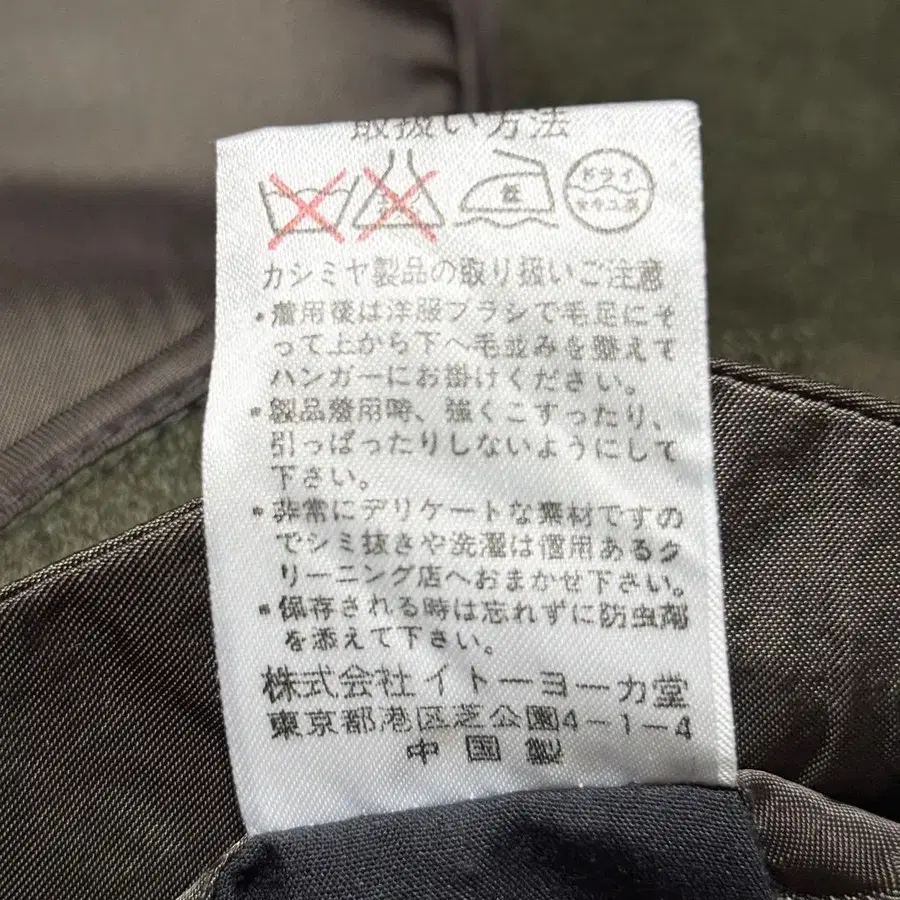 取扱い方法
低
ドライ
セキユ系
カシミヤ製品の取り扱いご注意
•着用後は洋服ブラシで毛足にそ
って上から下へ毛並みを整えて
ハンガーにお掛けください。
•製品着用時、強くこすったり、
引っぱったりしないようにして
下さい。
•非常にデリケートな素材ですの
でシミ抜きや洗濯は信用あるク
リーニング店へおまかせ下さい。
•保存される時は忘れずに防虫剤
を添えて下さい。
株式会社イトーヨーカ堂
東京都港区芝公園4-1-4
中国製